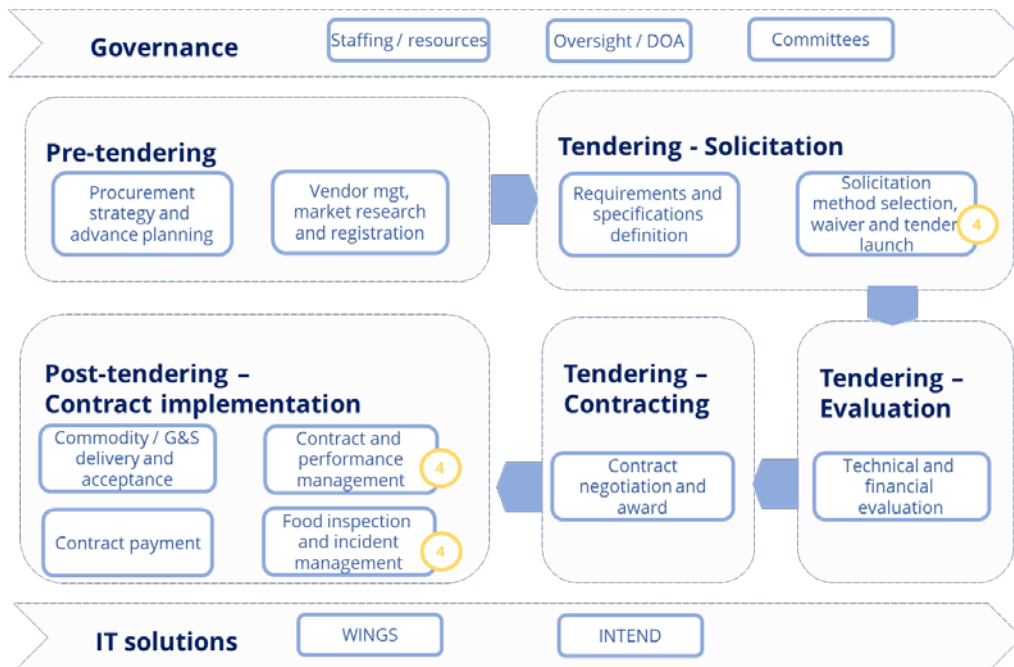 Governance
Staffing / resources
Oversight / DOA
Committees
Pre-tendering
Procurement
strategy and
advance planning
Vendor mgt,
market research
and registration
Tendering - Solicitation
Requirements and
specifications
definition
Solicitation
method selection,
waiver and tender
launch
4
Post-tendering –
Contract implementation
Commodity / G&S
delivery and
acceptance
Contract and
performance
management
4
Contract payment
Food inspection
and incident
management
4
Tendering –
Contracting
Contract
negotiation and
award
Tendering –
Evaluation
Technical and
financial
evaluation
IT solutions
WINGS
INTEND